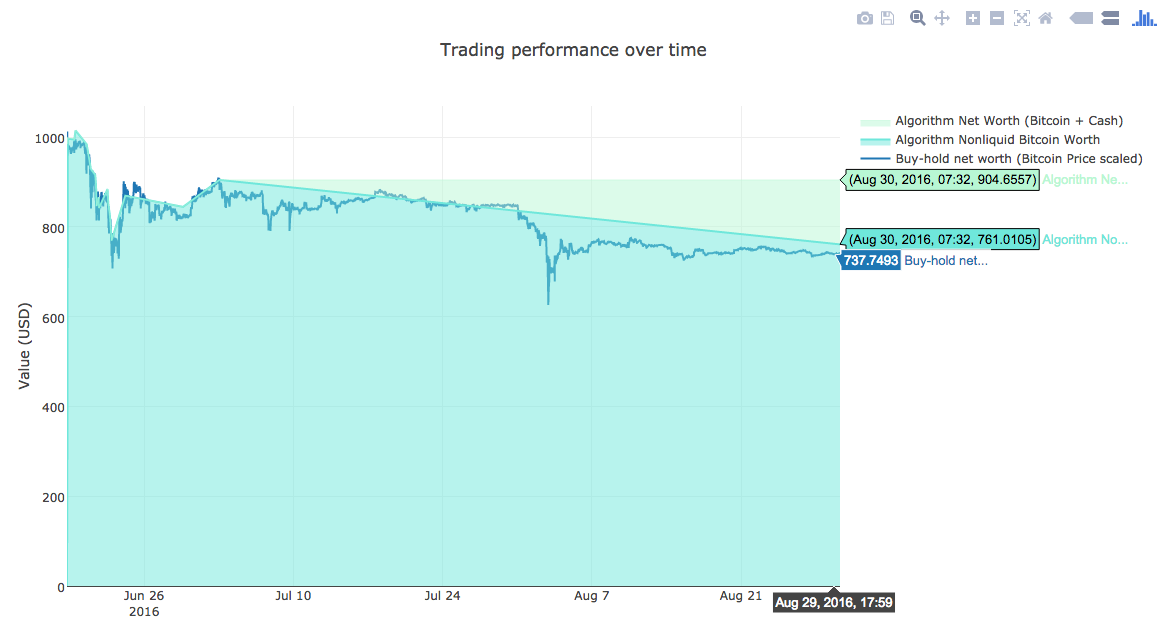 Trading performance over time
Algorithm Net Worth (Bitcoin + Cash)
Algorithm Nonliquid Bitcoin Worth
Buy-hold net worth (Bitcoin Price scaled)
(Aug 30, 2016, 07:32, 904.6557) Algorithm Ne...
(Aug 30, 2016, 07:32, 761.0105) Algorithm No...
737.7493 Buy-hold net...
Value (USD)
1000
800
600
400
200
0
Jun 26
2016
Jul 10
Jul 24
Aug 7
Aug 21
Aug 29, 2016, 17:59